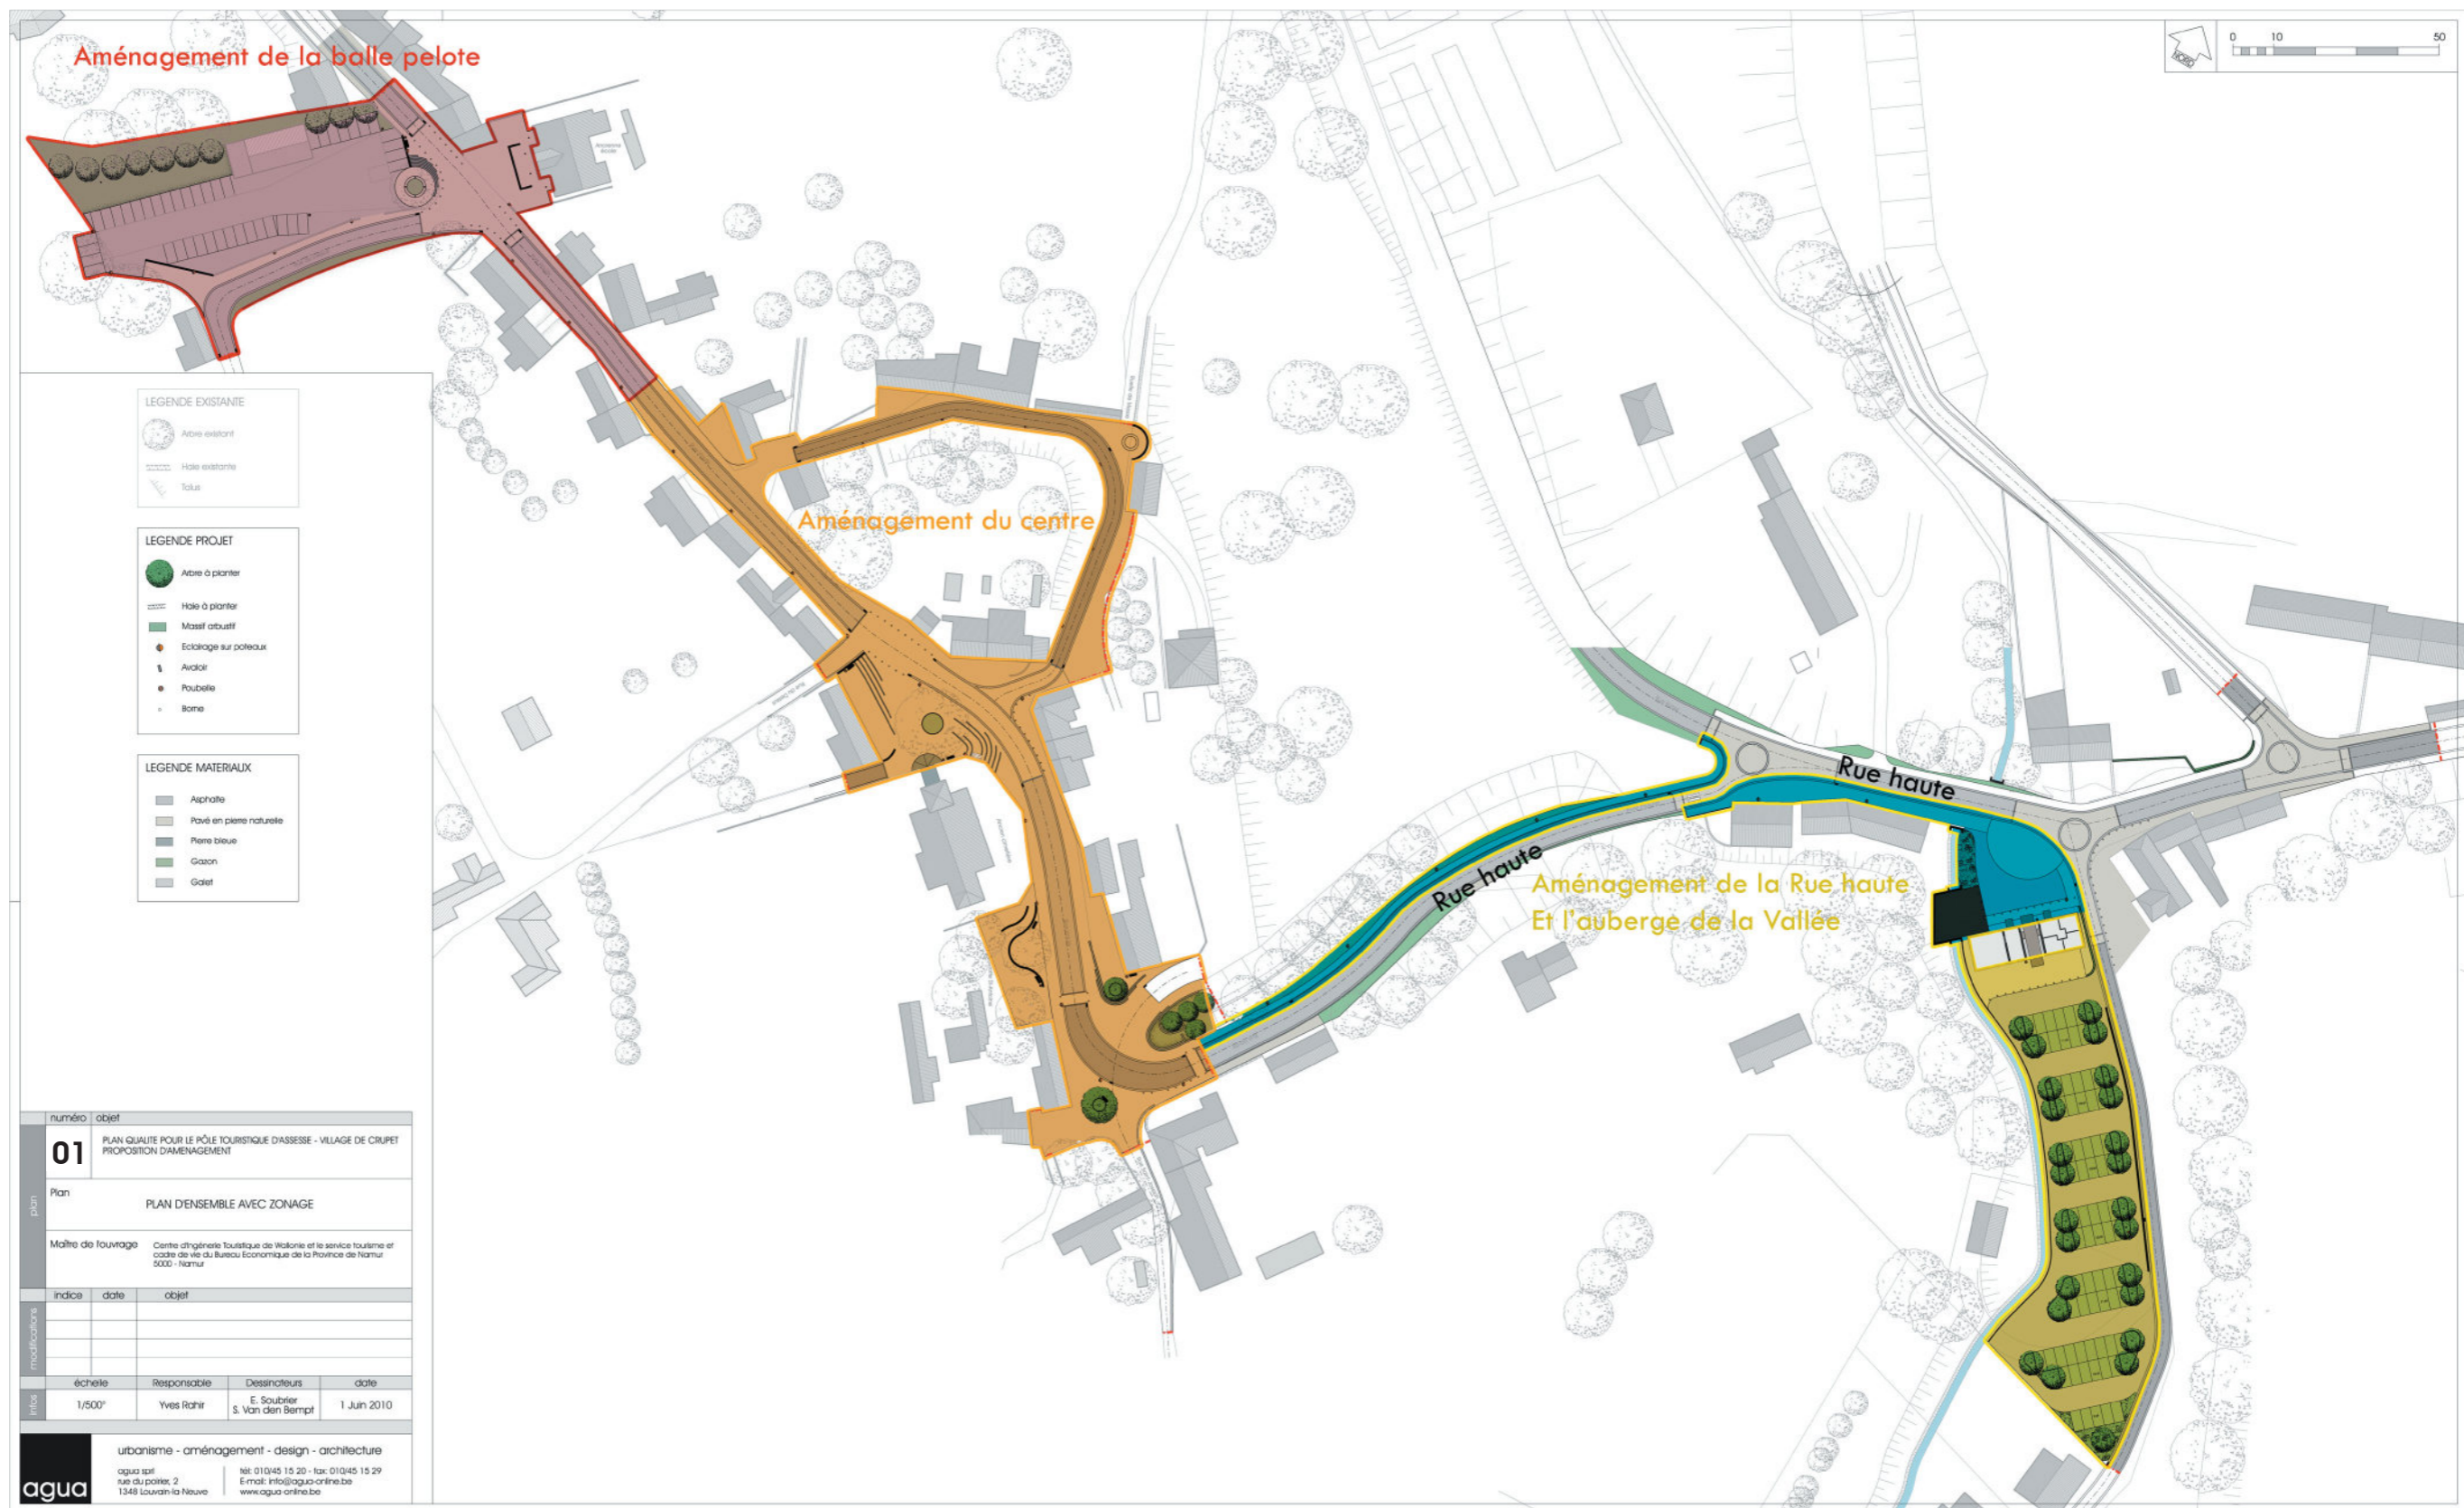 Aménagement de la balle pelote
0 10 50
NORD
Ancienne école
Aménagement du centre
Rue haute
Rue haute
Aménagement de la Rue haute
Et l'auberge de la Vallée
LEGENDE EXISTANTE
Arbre existant
Haie existante
Talus
LEGENDE PROJET
Arbre à planter
Haie à planter
Massif arbustif
Eclairage sur poteaux
Avaloir
Poubelle
Borne
LEGENDE MATERIAUX
Asphalte
Pavé en pierre naturelle
Pierre bleue
Gazon
Galet
numéro objet
plan
01
PLAN QUALITE POUR LE PÔLE TOURISTIQUE D'ASSESSE - VILLAGE DE CRUPET
PROPOSITION D'AMENAGEMENT
Plan
PLAN D'ENSEMBLE AVEC ZONAGE
Maître de l'ouvrage
Centre d'Ingénerie Touristique de Wallonie et le service tourisme et
cadre de vie du Bureau Economique de la Province de Namur
5000 - Namur
modifications
indice date objet
infos
échelle Responsable Dessinateurs date
1/500° Yves Rahir E. Soubrier
S. Van den Bempt 1 Juin 2010
agua
urbanisme - aménagement - design - architecture
agua sprl
rue du poirier, 2
1348 Louvain-la-Neuve
tél: 010/45 15 20 - fax: 010/45 15 29
E-mail: info@agua-online.be
www.agua-online.be